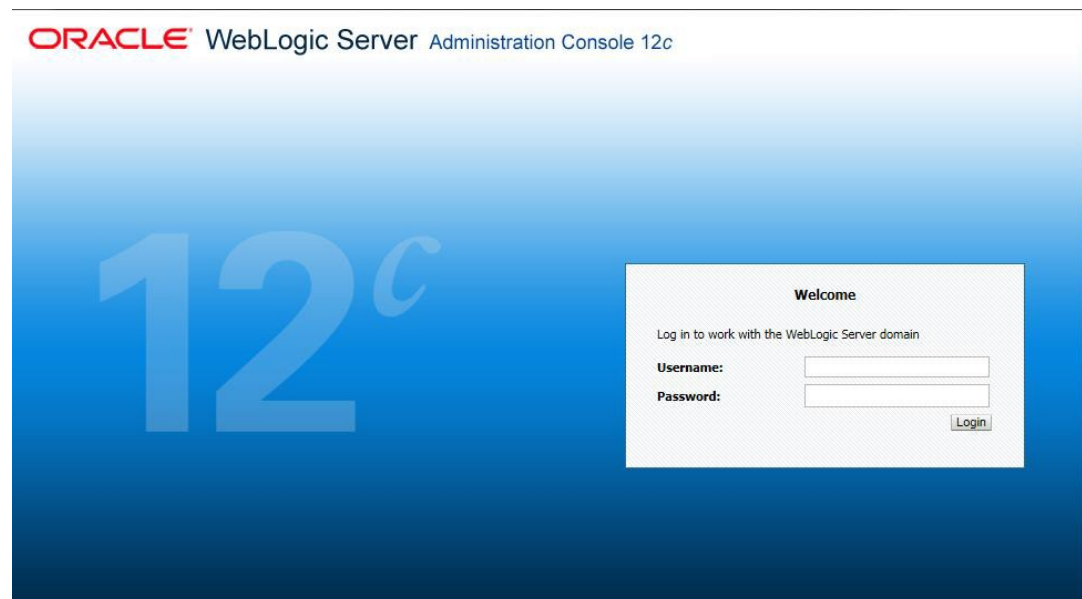 ORACLE WebLogic Server Administration Console 12c
12c
Welcome
Log in to work with the WebLogic Server domain
Username:
Password:
Login